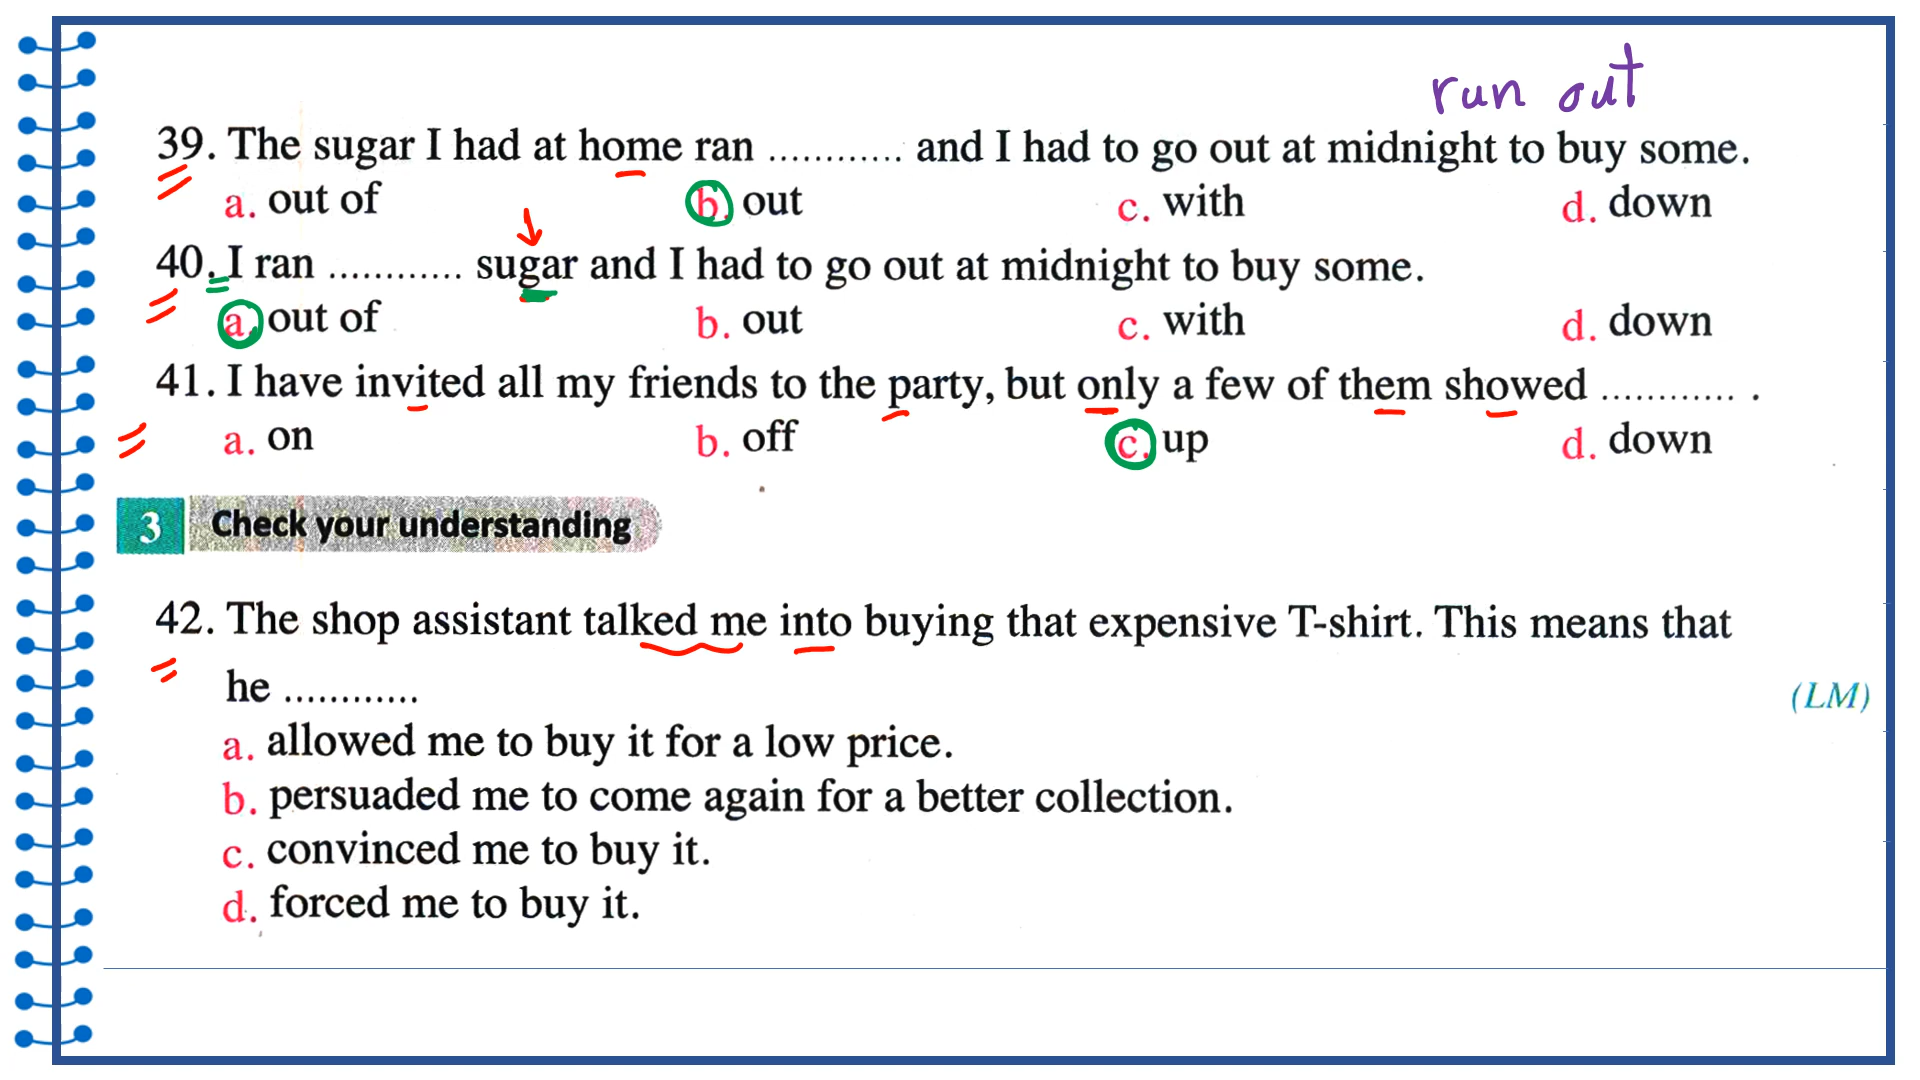 run out
39. The sugar I had at home ran ............ and I had to go out at midnight to buy some.
a. out of b. out c. with d. down
40. I ran ............ sugar and I had to go out at midnight to buy some.
a. out of b. out c. with d. down
41. I have invited all my friends to the party, but only a few of them showed ............ .
a. on b. off c. up d. down
3 Check your understanding
42. The shop assistant talked me into buying that expensive T-shirt. This means that
he ............ (LM)
a. allowed me to buy it for a low price.
b. persuaded me to come again for a better collection.
c. convinced me to buy it.
d. forced me to buy it.